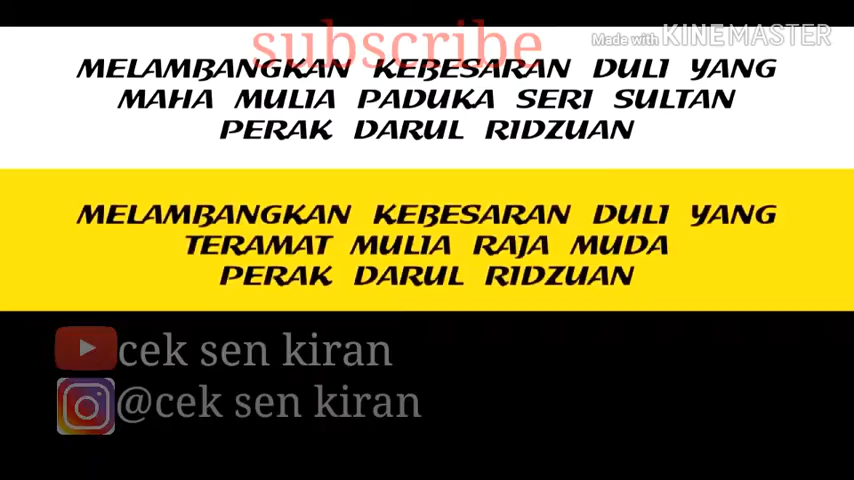 subscribe
Made with KINEMASTER
MELAMBANGKAN KEBESARAN DULI YANG
MAHA MULIA PADUKA SERI SULTAN
PERAK DARUL RIDZUAN
MELAMBANGKAN KEBESARAN DULI YANG
TERAMAT MULIA RAJA MUDA
PERAK DARUL RIDZUAN
cek sen kiran
@cek sen kiran